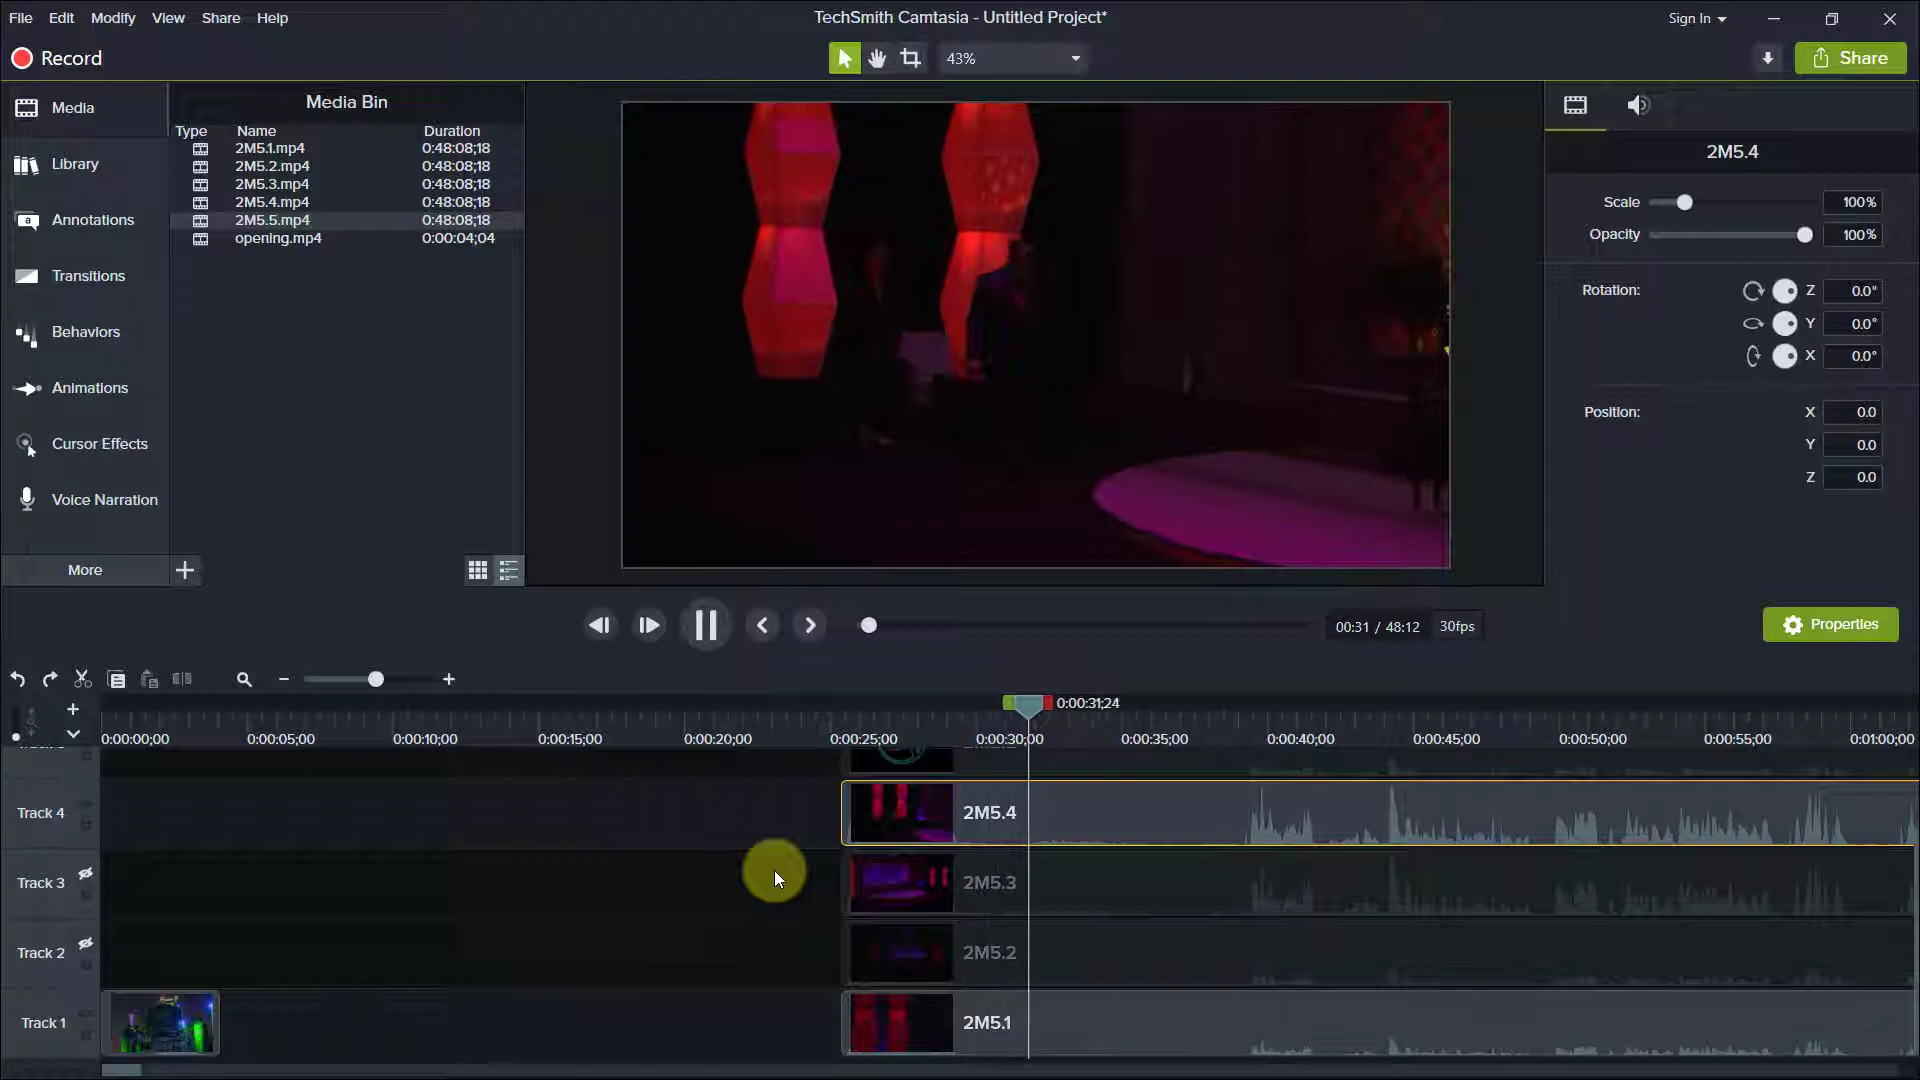 File Edit Modify View Share Help
TechSmith Camtasia - Untitled Project*
Sign In
Record
43%
Share
Media
Library
Annotations
Transitions
Behaviors
Animations
Cursor Effects
Voice Narration
More
Media Bin
Type Name Duration
2M5.1.mp4 0:48:08;18
2M5.2.mp4 0:48:08;18
2M5.3.mp4 0:48:08;18
2M5.4.mp4 0:48:08;18
2M5.5.mp4 0:48:08;18
opening.mp4 0:00:04;04
2M5.4
Scale 100%
Opacity 100%
Rotation: Z 0.0°
Y 0.0°
X 0.0°
Position: X 0.0
Y 0.0
Z 0.0
00:31 / 48:12 30fps
Properties
0:00:31;24
0:00:00;00 0:00:05;00 0:00:10;00 0:00:15;00 0:00:20;00 0:00:25;00 0:00:30;00 0:00:35;00 0:00:40;00 0:00:45;00 0:00:50;00 0:00:55;00 0:01:00;00
Track 4 2M5.4
Track 3 2M5.3
Track 2 2M5.2
Track 1 2M5.1